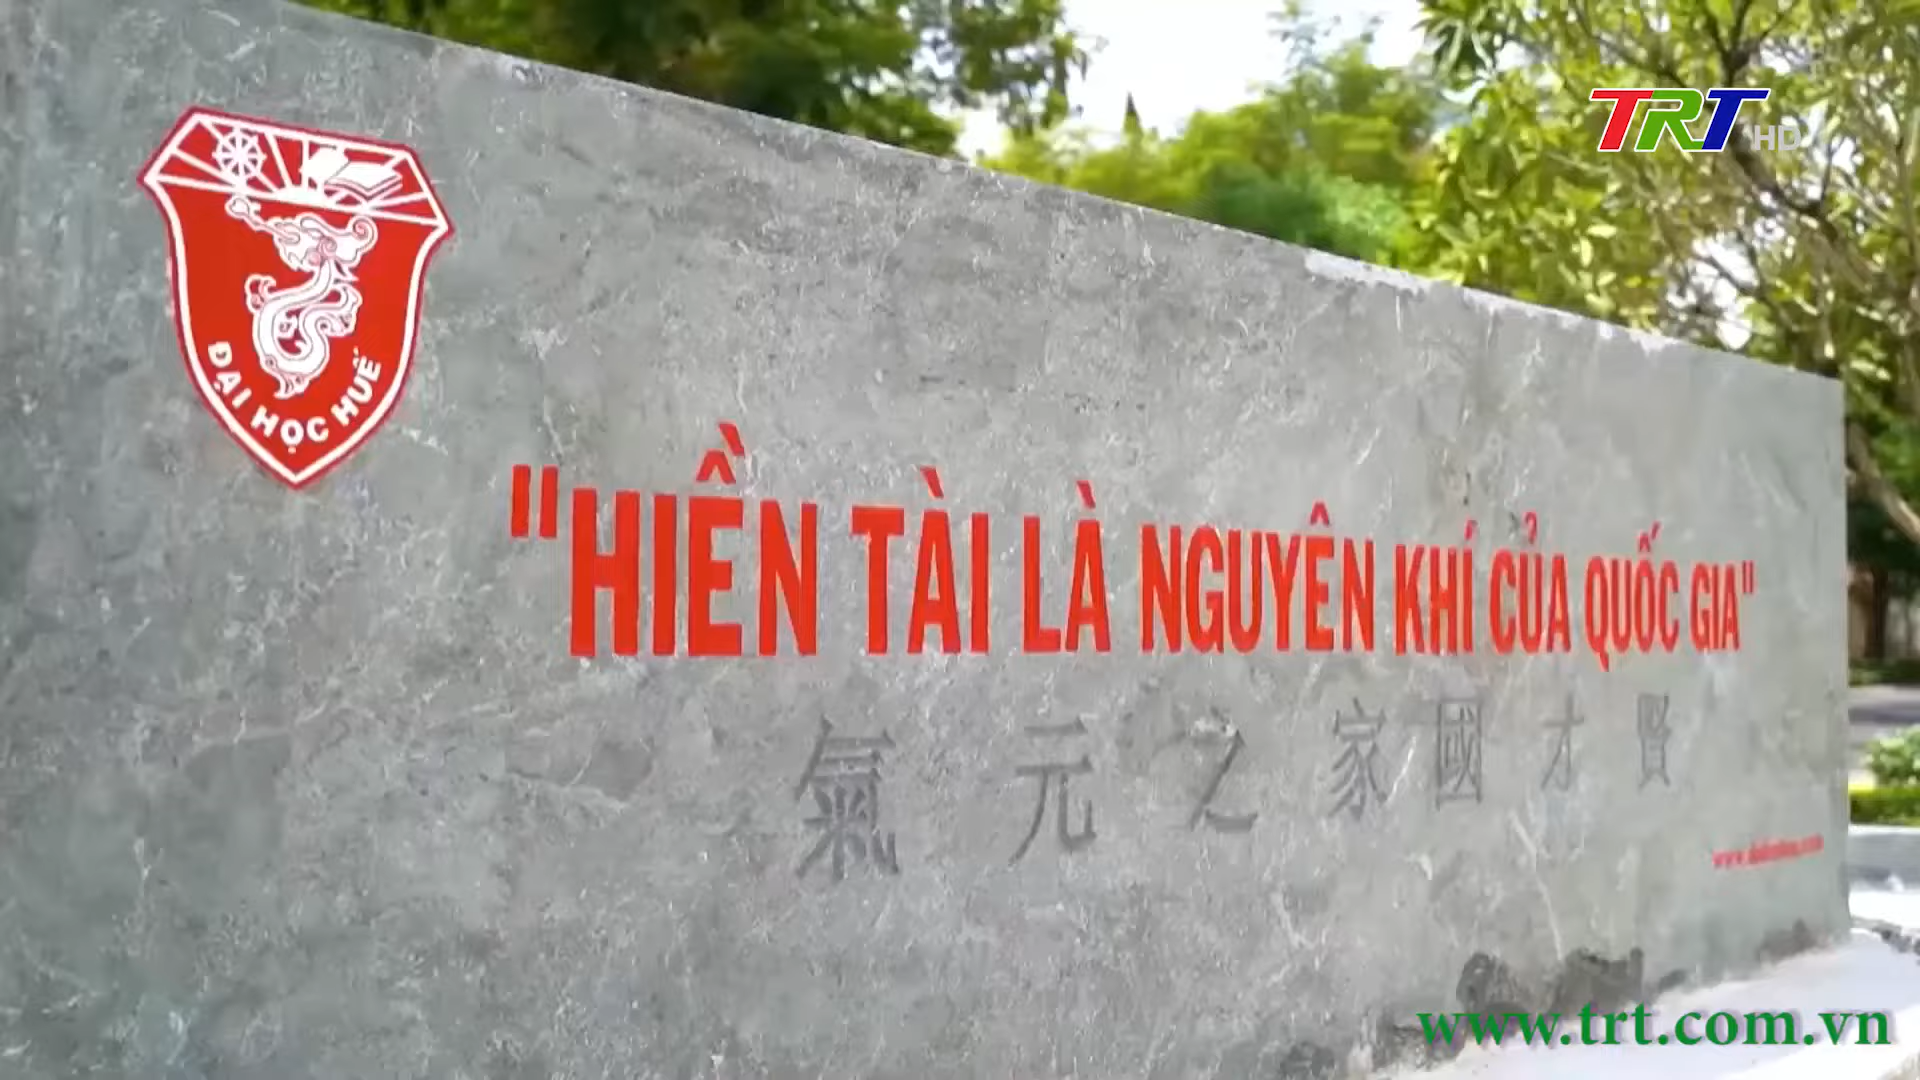 TRT HD
ĐẠI HỌC HUẾ
"HIỀN TÀI LÀ NGUYÊN KHÍ CỦA QUỐC GIA"
氣元之家國才賢
www.trt.com.vn